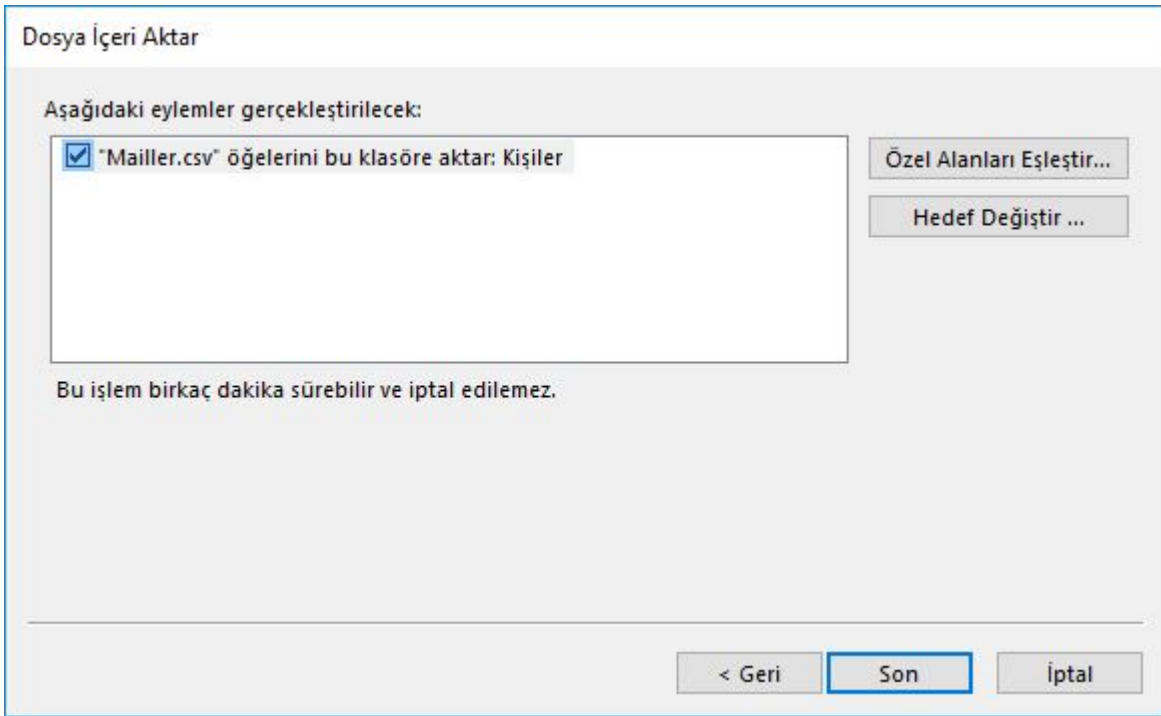 Dosya İçeri Aktar
Aşağıdaki eylemler gerçekleştirilecek:
"Mailler.csv" öğelerini bu klasöre aktar: Kişiler
Özel Alanları Eşleştir...
Hedef Değiştir ...
Bu işlem birkaç dakika sürebilir ve iptal edilemez.
< Geri
Son
İptal